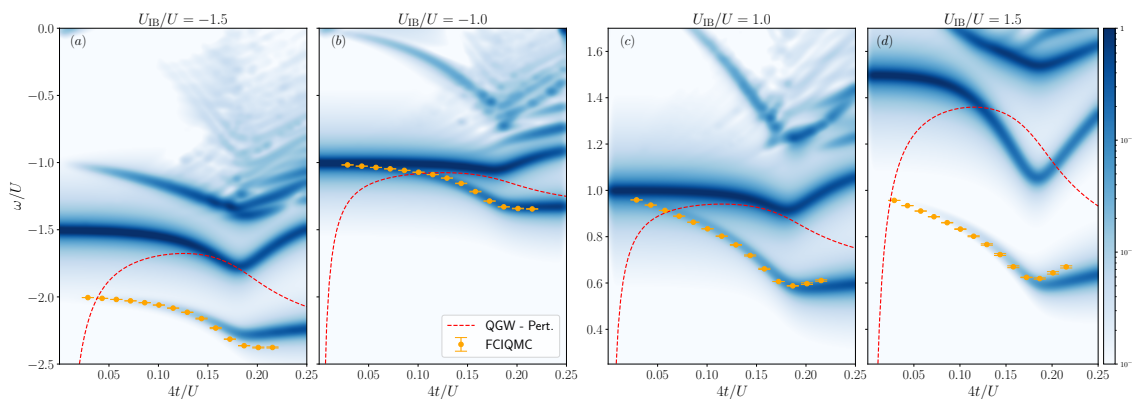 U_IB/U = −1.5
U_IB/U = −1.0
U_IB/U = 1.0
U_IB/U = 1.5
(a)
(b)
(c)
(d)
ω/U
0.0
−0.5
−1.0
−1.5
−2.0
−2.5
1.6
1.4
1.2
1.0
0.8
0.6
0.4
QGW - Pert.
FCIQMC
0.05 0.10 0.15 0.20
0.05 0.10 0.15 0.20 0.25
0.05 0.10 0.15 0.20
0.05 0.10 0.15 0.20 0.25
4t/U
4t/U
4t/U
4t/U
1
10⁻
10⁻
10⁻